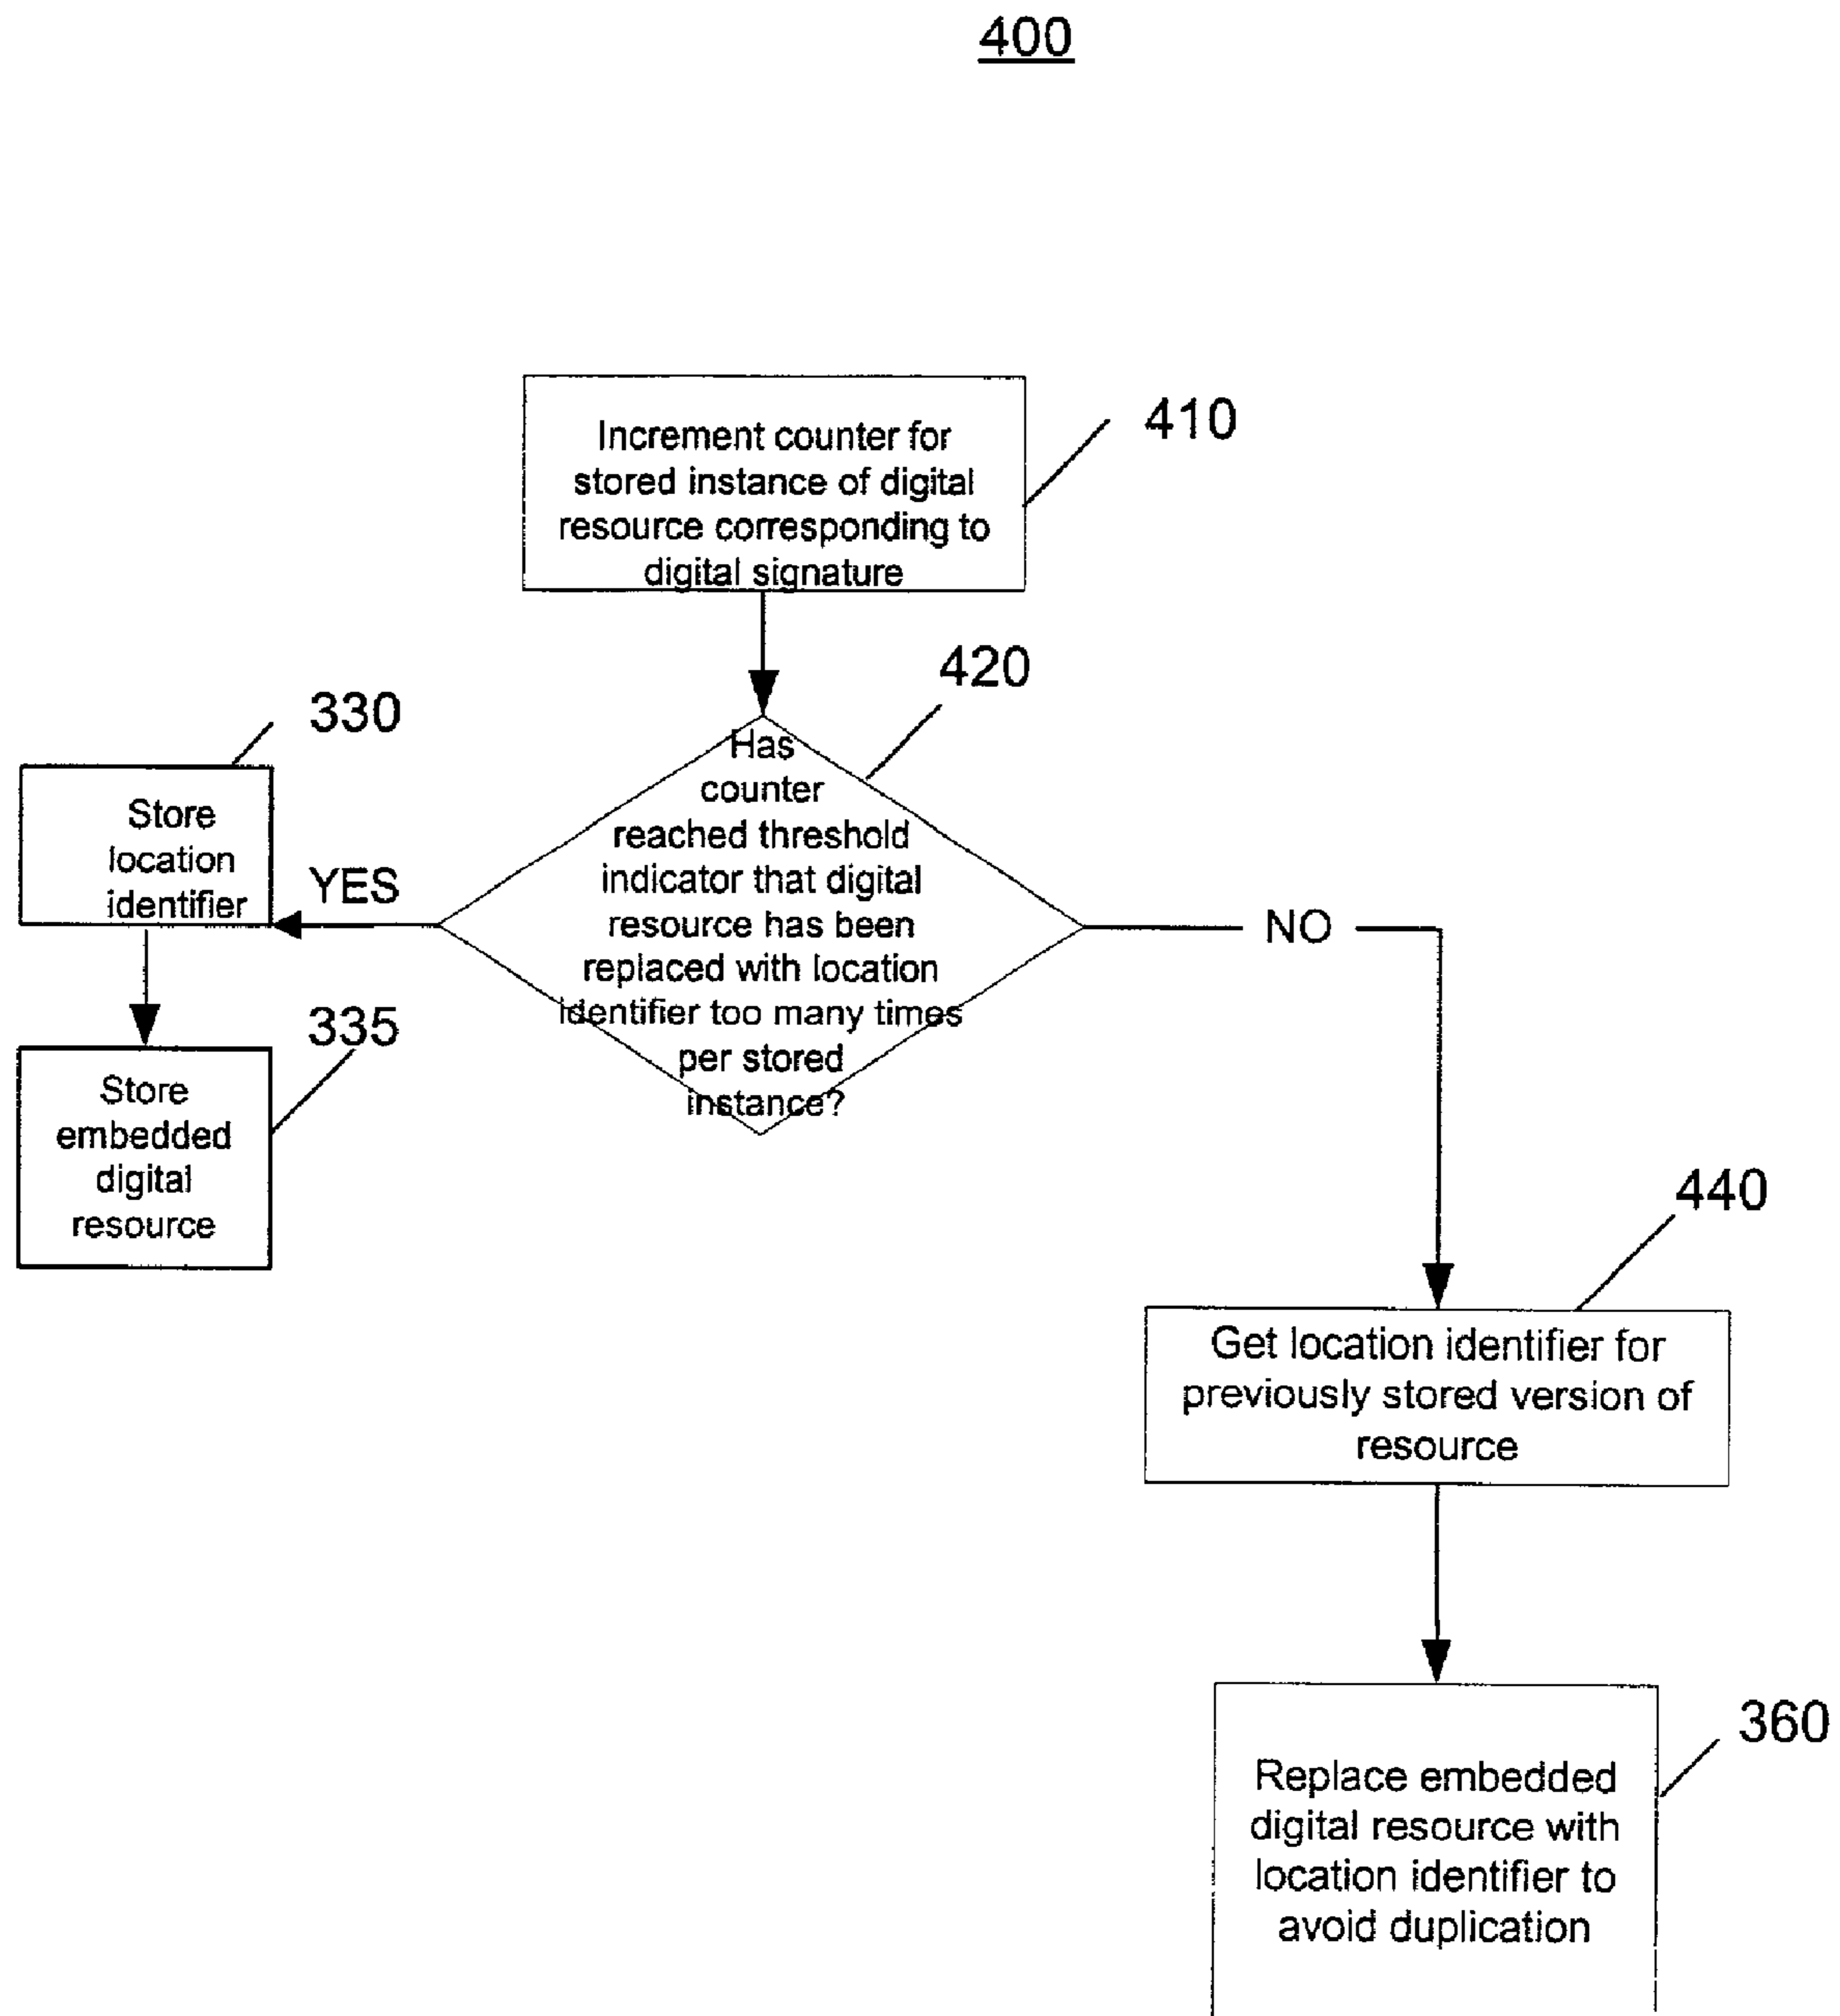 400
Increment counter for
stored instance of digital
resource corresponding to
digital signature
410
420
Has
counter
reached threshold
indicator that digital
resource has been
replaced with location
identifier too many times
per stored
instance?
330
Store
location
identifier
YES
335
Store
embedded
digital
resource
NO
440
Get location identifier for
previously stored version of
resource
360
Replace embedded
digital resource with
location identifier to
avoid duplication